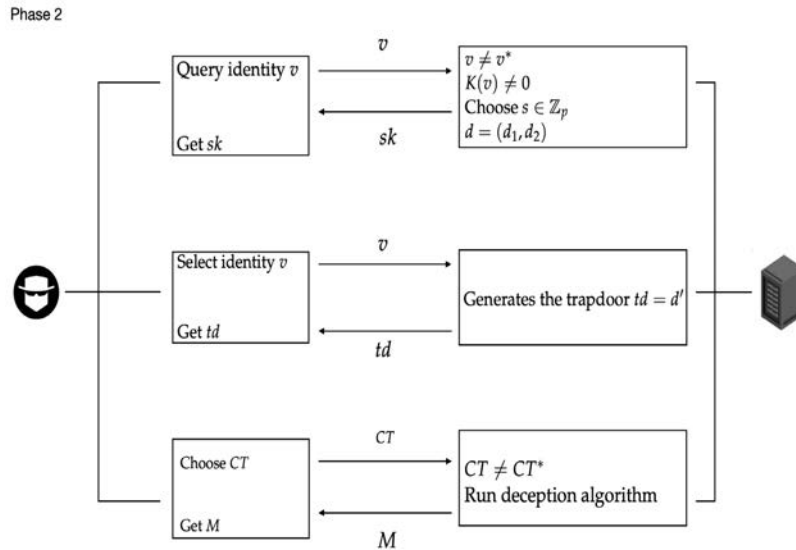 Phase 2
Query identity v
Get sk
v
sk
v ≠ v*
K(v) ≠ 0
Choose s ∈ ℤp
d = (d₁, d₂)
Select identity v
Get td
v
td
Generates the trapdoor td = d′
Choose CT
Get M
CT
M
CT ≠ CT*
Run deception algorithm